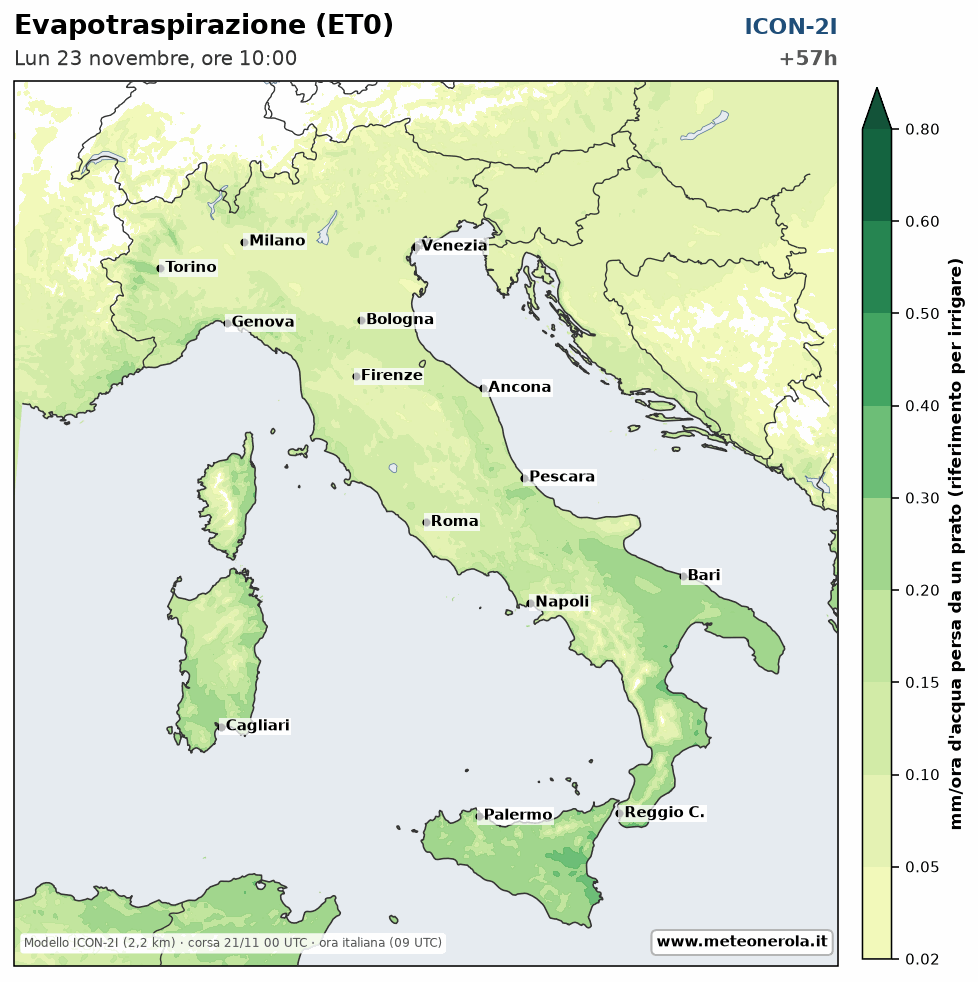 Evapotraspirazione (ET0)
ICON-2I
Lun 23 novembre, ore 10:00
+57h
0.80
0.60
0.50
0.40
0.30
0.20
0.15
0.10
0.05
0.02
mm/ora d'acqua persa da un prato (riferimento per irrigare)
Milano
Venezia
Torino
Genova
Bologna
Firenze
Ancona
Pescara
Roma
Bari
Napoli
Cagliari
Palermo
Reggio C.
Modello ICON-2I (2,2 km) · corsa 21/11 00 UTC · ora italiana (09 UTC)
www.meteonerola.it